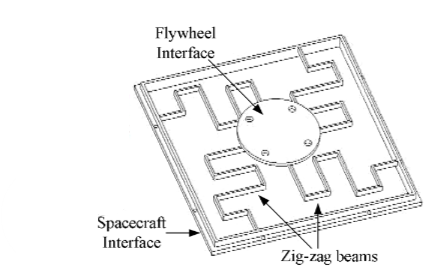 Flywheel
Interface
Spacecraft
Interface
Zig-zag beams